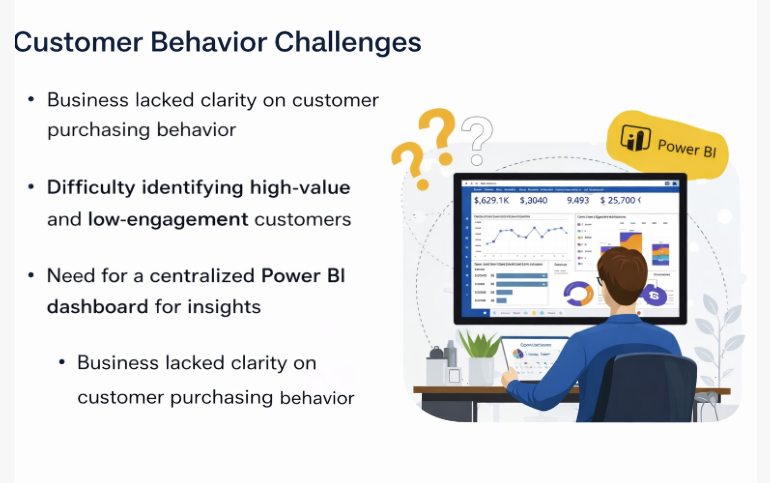 Customer Behavior Challenges
• Business lacked clarity on customer
purchasing behavior
• Difficulty identifying high-value
and low-engagement customers
• Need for a centralized Power BI
dashboard for insights
• Business lacked clarity on
customer purchasing behavior
? ? ?
Power BI
$,629.1K $,3040 9,493 $ 25,700